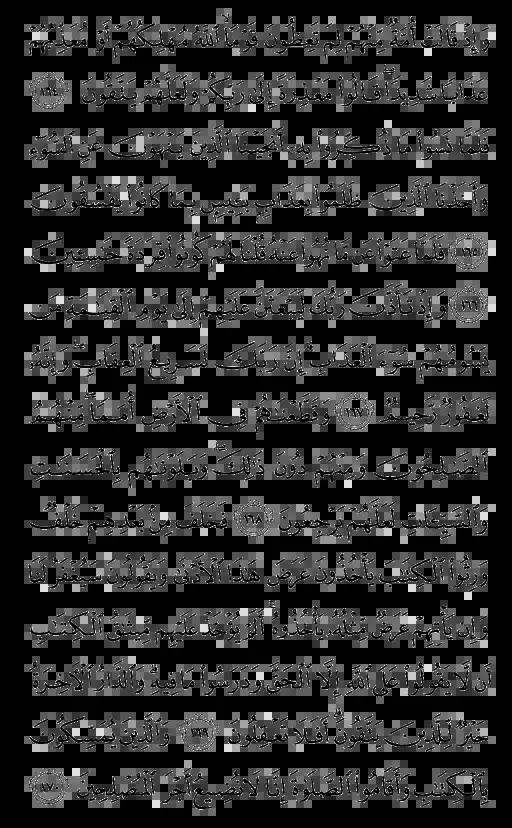 وَإِذْ قَالَتْ أُمَّةٌ مِّنْهُمْ لِمَ تَعِظُونَ قَوْمًا ٱللَّهُ مُهْلِكُهُمْ أَوْ مُعَذِّبُهُمْ
عَذَابًا شَدِيدًا قَالُوا۟ مَعْذِرَةً إِلَىٰ رَبِّكُمْ وَلَعَلَّهُمْ يَتَّقُونَ ١٦٤
فَلَمَّا نَسُوا۟ مَا ذُكِّرُوا۟ بِهِۦٓ أَنجَيْنَا ٱلَّذِينَ يَنْهَوْنَ عَنِ ٱلسُّوٓءِ
وَأَخَذْنَا ٱلَّذِينَ ظَلَمُوا۟ بِعَذَابٍۭ بَـِٔيسٍۭ بِمَا كَانُوا۟ يَفْسُقُونَ
١٦٥ فَلَمَّا عَتَوْا۟ عَن مَّا نُهُوا۟ عَنْهُ قُلْنَا لَهُمْ كُونُوا۟ قِرَدَةً خَـٰسِـِٔينَ
١٦٦ وَإِذْ تَأَذَّنَ رَبُّكَ لَيَبْعَثَنَّ عَلَيْهِمْ إِلَىٰ يَوْمِ ٱلْقِيَـٰمَةِ مَن
يَسُومُهُمْ سُوٓءَ ٱلْعَذَابِ إِنَّ رَبَّكَ لَسَرِيعُ ٱلْعِقَابِ وَإِنَّهُۥ
لَغَفُورٌ رَّحِيمٌ ١٦٧ وَقَطَّعْنَـٰهُمْ فِى ٱلْأَرْضِ أُمَمًا مِّنْهُمُ
ٱلصَّـٰلِحُونَ وَمِنْهُمْ دُونَ ذَٰلِكَ وَبَلَوْنَـٰهُم بِٱلْحَسَنَـٰتِ
وَٱلسَّيِّـَٔاتِ لَعَلَّهُمْ يَرْجِعُونَ ١٦٨ فَخَلَفَ مِنۢ بَعْدِهِمْ خَلْفٌ
وَرِثُوا۟ ٱلْكِتَـٰبَ يَأْخُذُونَ عَرَضَ هَـٰذَا ٱلْأَدْنَىٰ وَيَقُولُونَ سَيُغْفَرُ لَنَا
وَإِن يَأْتِهِمْ عَرَضٌ مِّثْلُهُۥ يَأْخُذُوهُ أَلَمْ يُؤْخَذْ عَلَيْهِم مِّيثَـٰقُ ٱلْكِتَـٰبِ
أَن لَّا يَقُولُوا۟ عَلَى ٱللَّهِ إِلَّا ٱلْحَقَّ وَدَرَسُوا۟ مَا فِيهِ وَٱلدَّارُ ٱلْـَٔاخِرَةُ
خَيْرٌ لِّلَّذِينَ يَتَّقُونَ أَفَلَا تَعْقِلُونَ ١٦٩ وَٱلَّذِينَ يُمَسِّكُونَ
بِٱلْكِتَـٰبِ وَأَقَامُوا۟ ٱلصَّلَوٰةَ إِنَّا لَا نُضِيعُ أَجْرَ ٱلْمُصْلِحِينَ ١٧٠